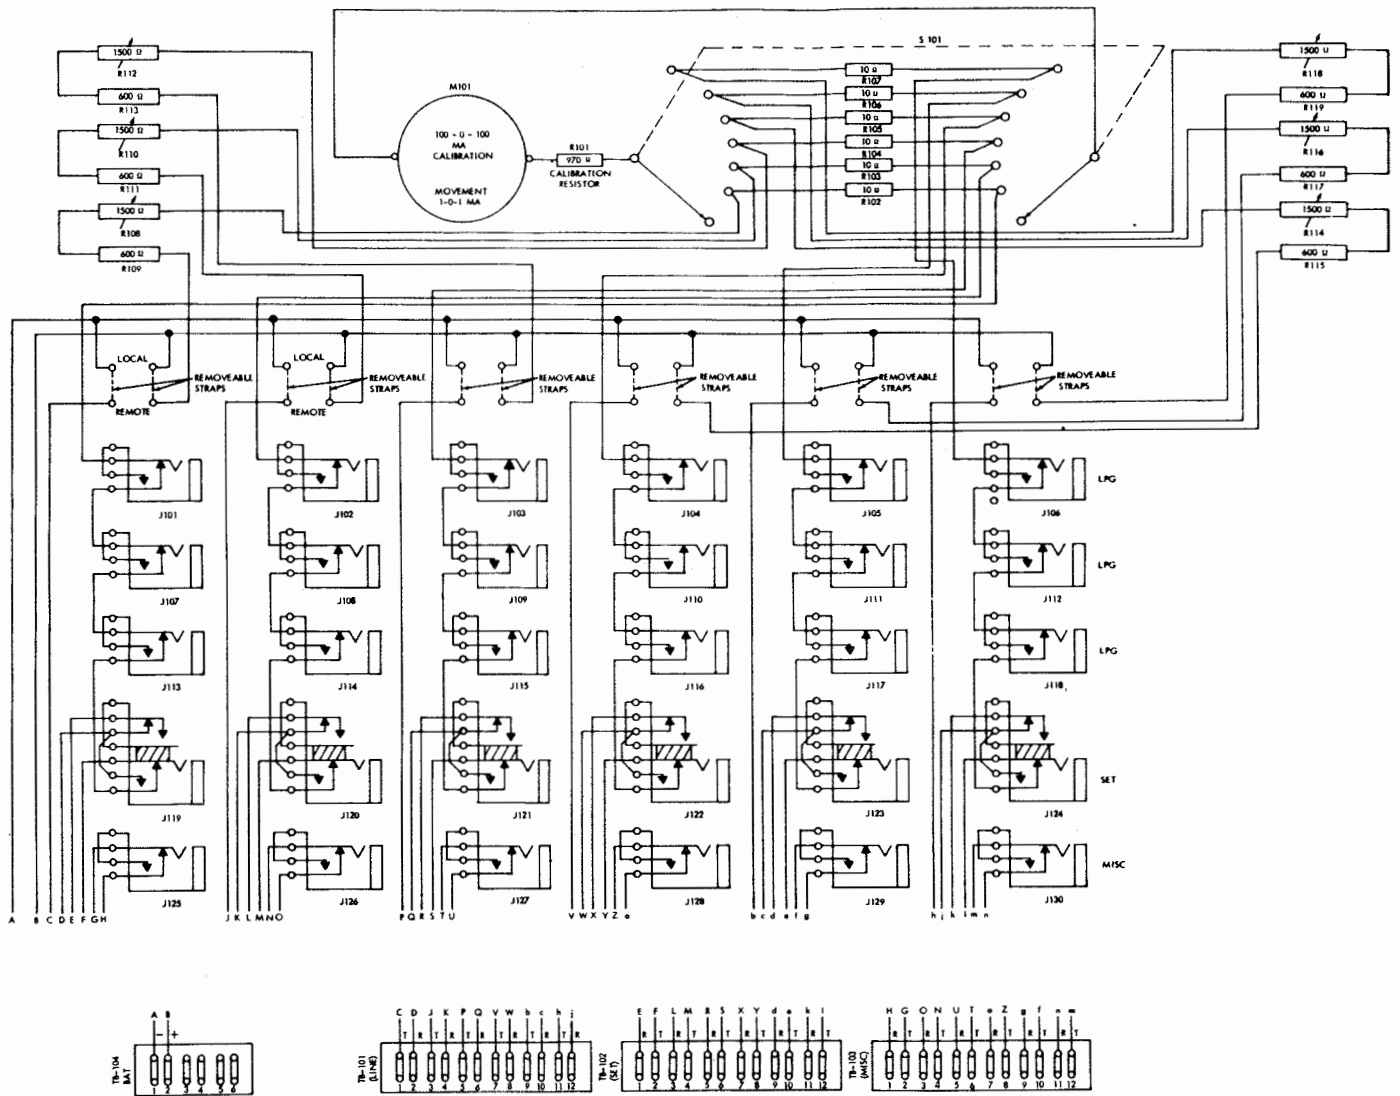 S 101
1500 Ω
R112
600 Ω
R113
1500 Ω
R110
600 Ω
R111
1500 Ω
R108
600 Ω
R109
M101
100 - 0 - 100
MA
CALIBRATION
MOVEMENT
1-0-1 MA
R101
970 Ω
CALIBRATION
RESISTOR
10 Ω
R107
10 Ω
R106
10 Ω
R105
10 Ω
R104
10 Ω
R103
10 Ω
R102
1500 Ω
R118
600 Ω
R119
1500 Ω
R116
600 Ω
R117
1500 Ω
R114
600 Ω
R115
LOCAL
REMOVEABLE
STRAPS
REMOTE
LOCAL
REMOVEABLE
STRAPS
REMOTE
REMOVEABLE
STRAPS
REMOVEABLE
STRAPS
REMOVEABLE
STRAPS
REMOVEABLE
STRAPS
J101 J102 J103 J104 J105 J106 LPG
J107 J108 J109 J110 J111 J112 LPG
J113 J114 J115 J116 J117 J118 LPG
J119 J120 J121 J122 J123 J124 SET
J125 J126 J127 J128 J129 J130 MISC
A B C D E F G H J K L M N O P Q R S T U V W X Y Z a b c d e f g h j k l m n
TB-104
BAT
A B
- +
1 2 3 4 5 6
TB-101
(LINE)
C D J K P Q V W b c h j
T R T R T R T R T R T R
1 2 3 4 5 6 7 8 9 10 11 12
TB-102
(SET)
E F L M R S X Y d e k l
R T R T R T R T R T R T
1 2 3 4 5 6 7 8 9 10 11 12
TB-103
(MISC)
H G O N U T a Z g f n m
R T R T R T R T R T R T
1 2 3 4 5 6 7 8 9 10 11 12